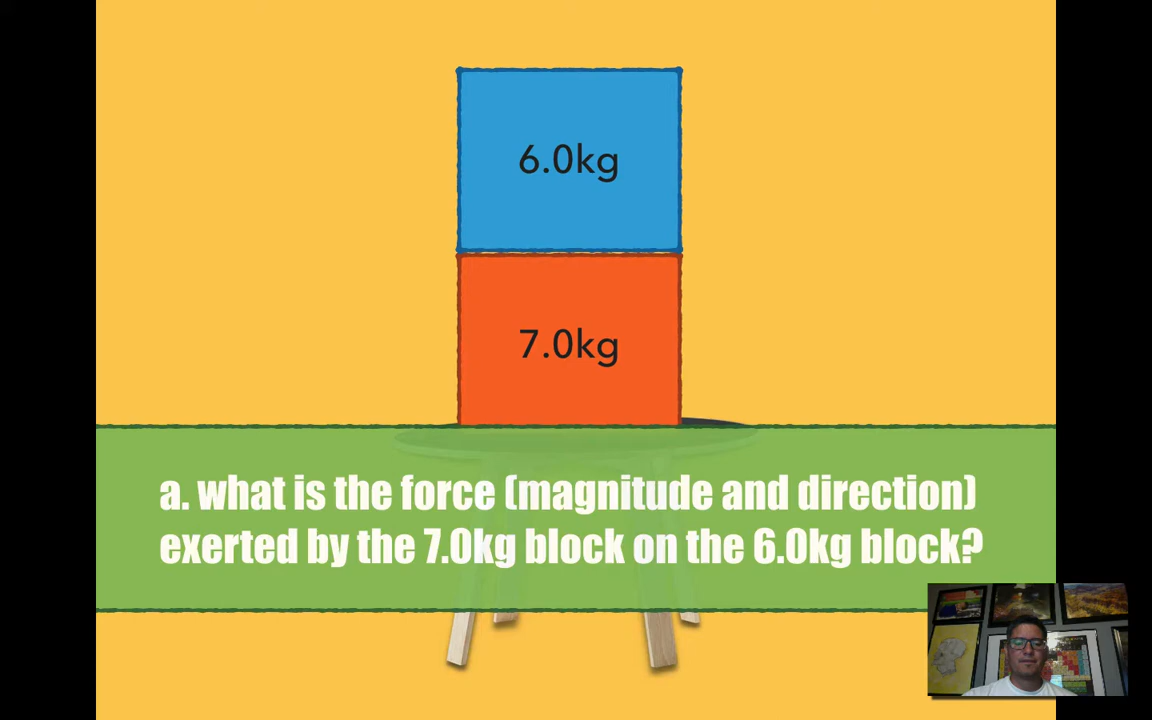 6.0kg
7.0kg
a. what is the force (magnitude and direction)
exerted by the 7.0kg block on the 6.0kg block?